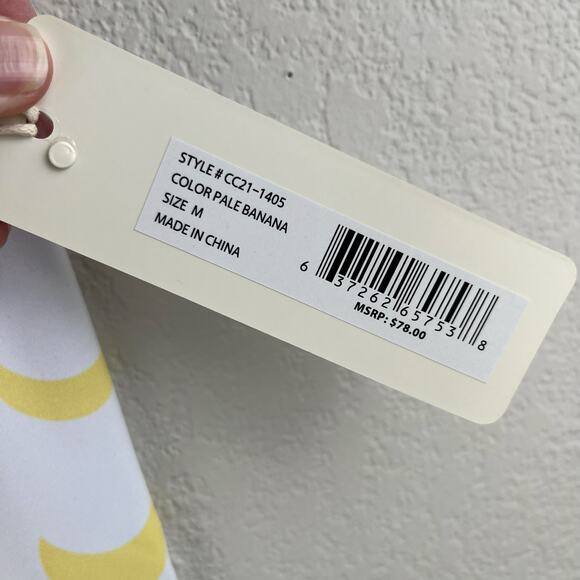 STYLE # CC21-1405
COLOR PALE BANANA
SIZE M
MADE IN CHINA
6 37262 65753 8
MSRP: $78.00